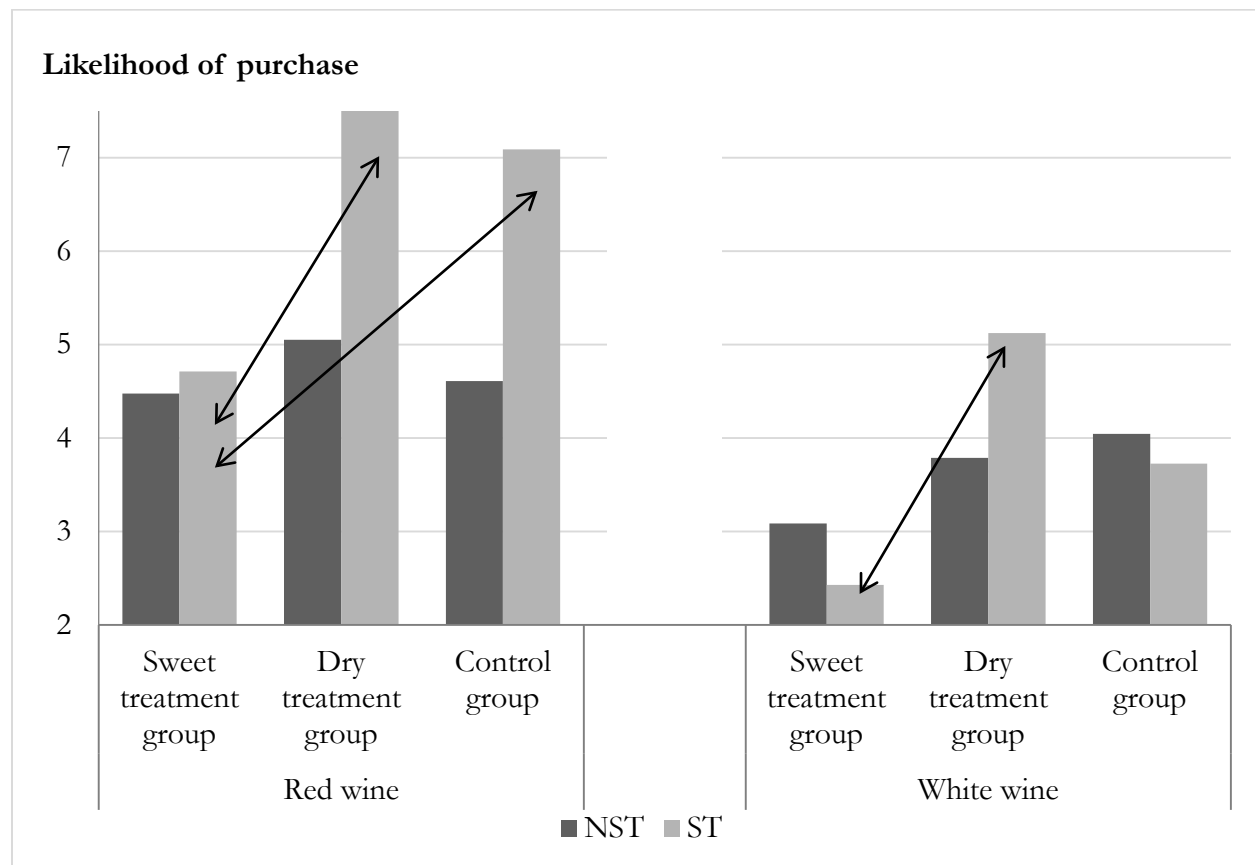 Likelihood of purchase
7
6
5
4
3
2
Sweet
treatment
group
Dry
treatment
group
Control
group
Sweet
treatment
group
Dry
treatment
group
Control
group
Red wine
White wine
NST ST